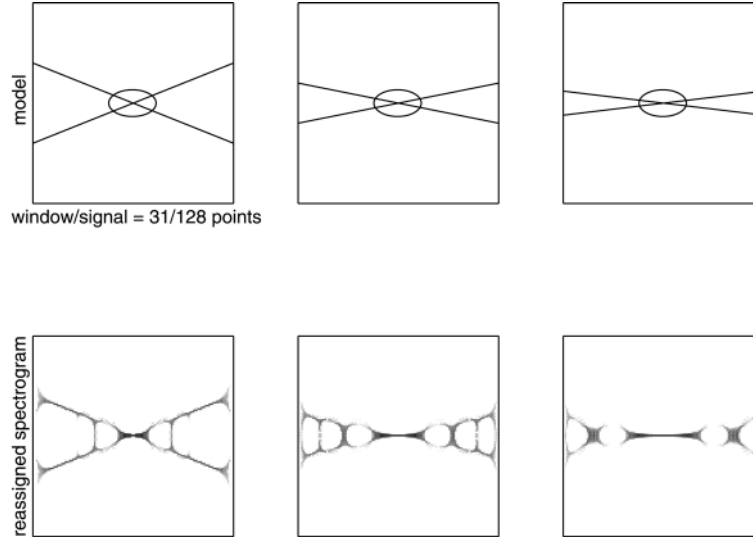 model
window/signal = 31/128 points
reassigned spectrogram